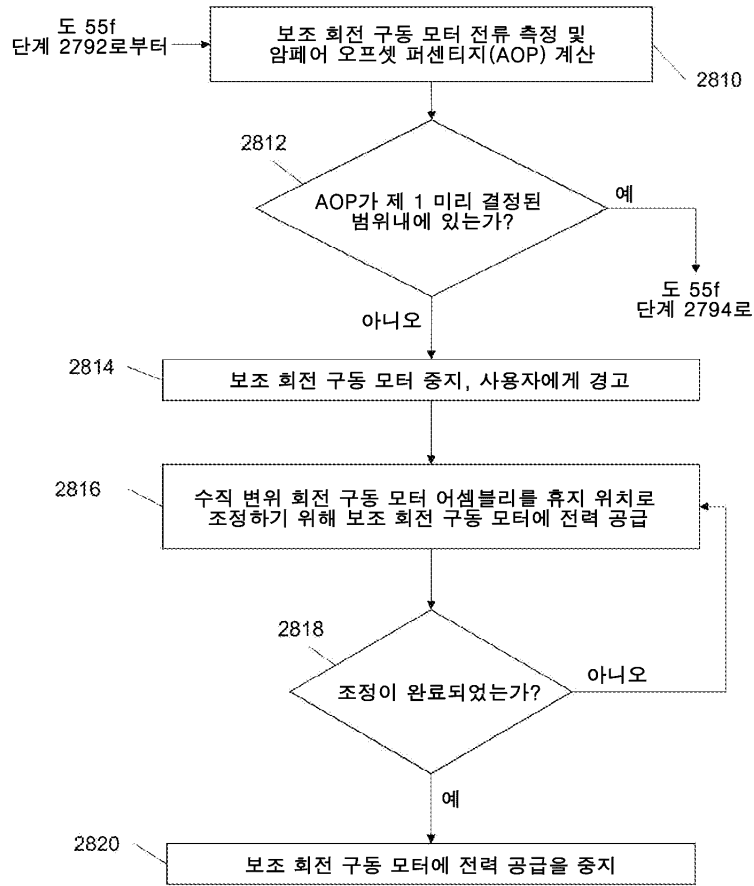 도 55f
단계 2792로부터
보조 회전 구동 모터 전류 측정 및
암페어 오프셋 퍼센티지(AOP) 계산
2810
2812
AOP가 제 1 미리 결정된
범위내에 있는가?
예
도 55f
단계 2794로
아니오
2814
보조 회전 구동 모터 중지, 사용자에게 경고
2816
수직 변위 회전 구동 모터 어셈블리를 휴지 위치로
조정하기 위해 보조 회전 구동 모터에 전력 공급
2818
조정이 완료되었는가?
아니오
예
2820
보조 회전 구동 모터에 전력 공급을 중지